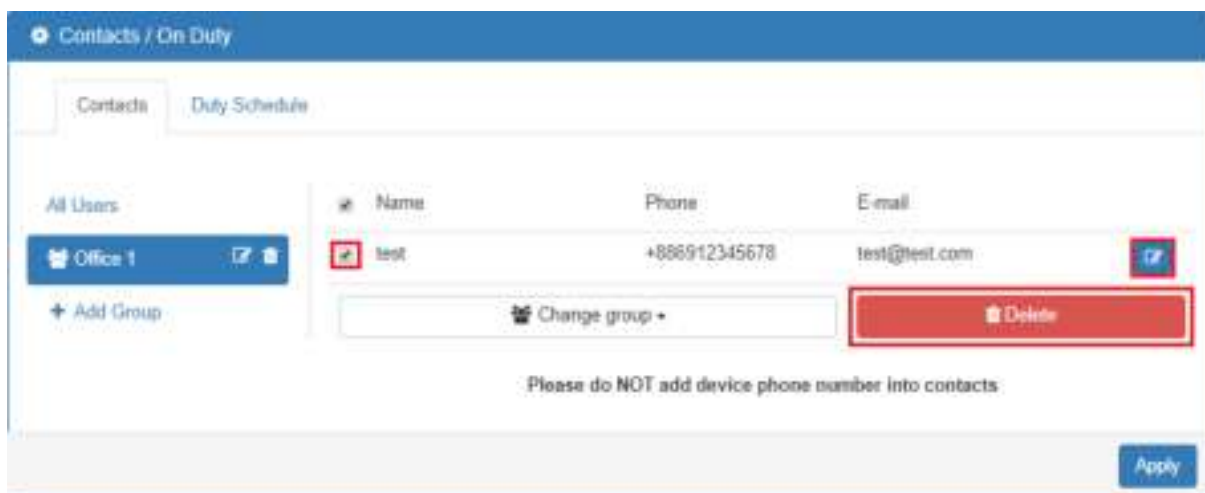 Contacts / On Duty
Contacts Duty Schedule
All Users
Office 1
Add Group
Name Phone E-mail
test +886912345678 test@test.com
Change group Delete
Please do NOT add device phone number into contacts
Apply